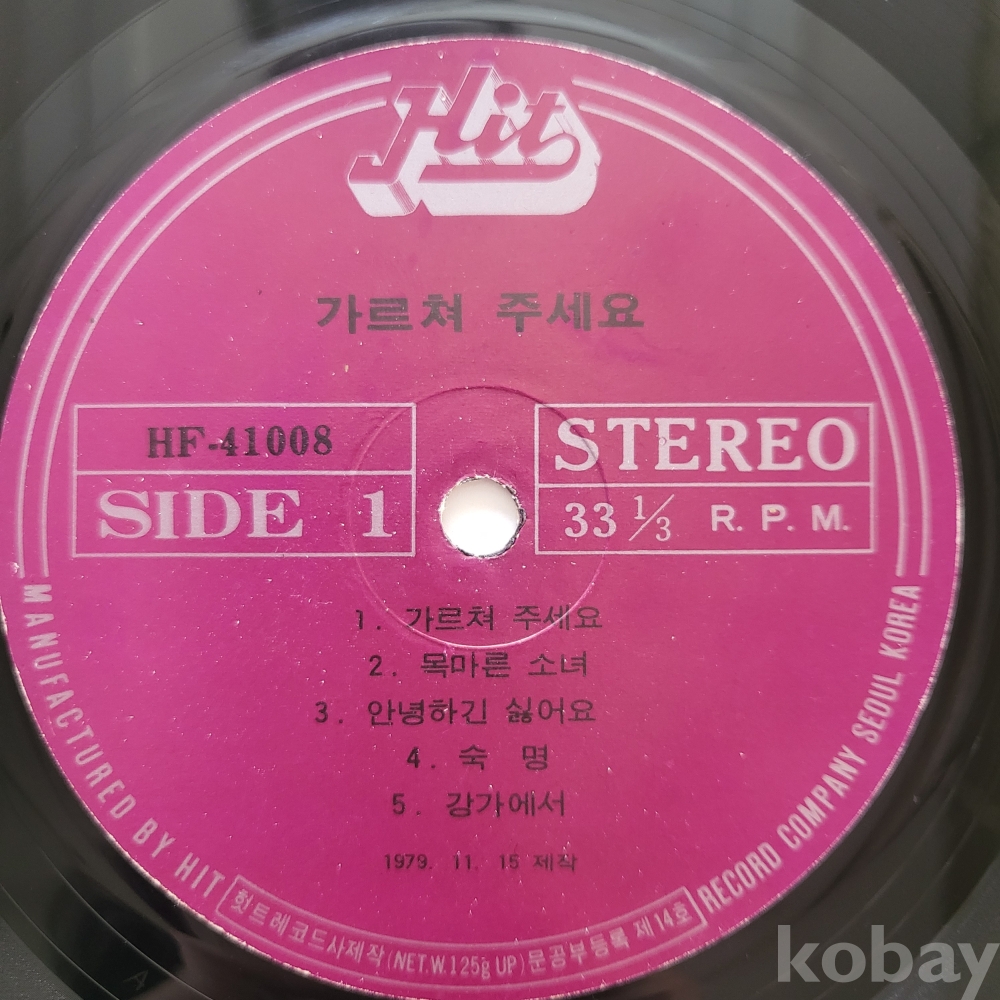 Hit
가르쳐 주세요
HF-41008
SIDE 1
STEREO
33 1/3 R. P. M.
1. 가르쳐 주세요
2. 목마른 소녀
3. 안녕하긴 싫어요
4. 숙 명
5. 강가에서
1979. 11. 15 제작
MANUFACTURED BY HIT RECORD COMPANY SEOUL KOREA
힛트레코드사제작(NET.W.125g UP)문공부등록 제14호
A
kobay